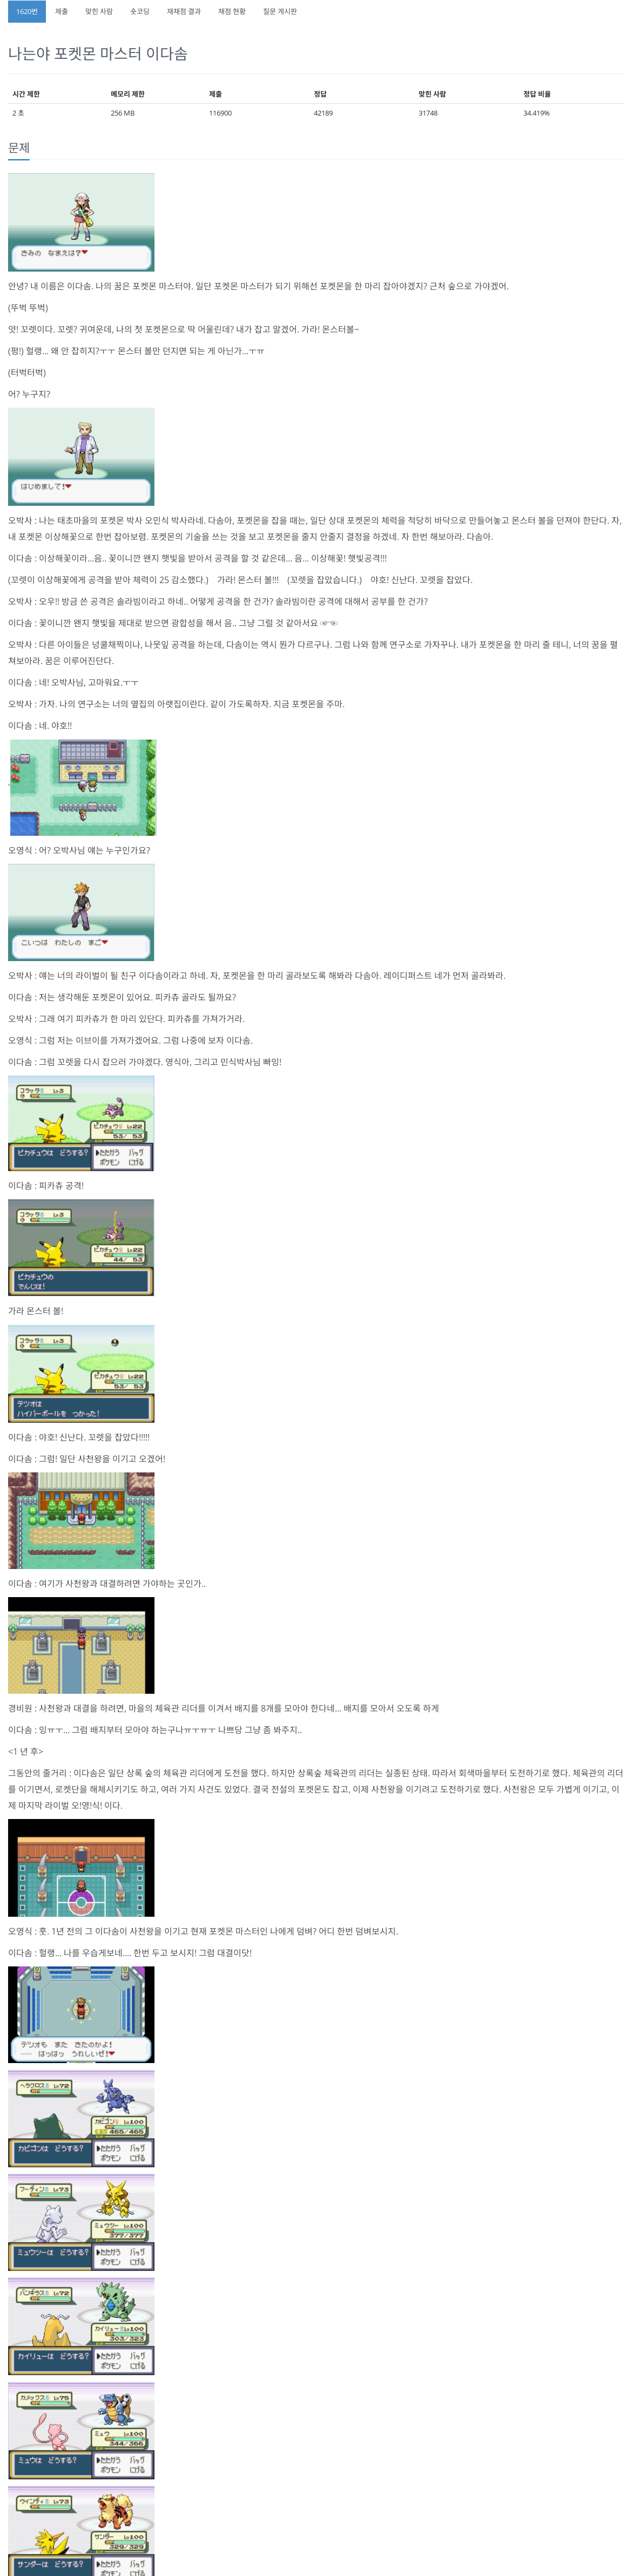 1620번 제출 맞힌 사람 숏코딩 재채점 결과 채점 현황 질문 게시판
나는야 포켓몬 마스터 이다솜
시간 제한 메모리 제한 제출 정답 맞힌 사람 정답 비율
2 초 256 MB 116900 42189 31748 34.419%
문제
きみの なまえは?
안녕? 내 이름은 이다솜. 나의 꿈은 포켓몬 마스터야. 일단 포켓몬 마스터가 되기 위해선 포켓몬을 한 마리 잡아야겠지? 근처 숲으로 가야겠어.
(뚜벅 뚜벅)
얏! 꼬렛이다. 꼬렛? 귀여운데, 나의 첫 포켓몬으로 딱 어울린데? 내가 잡고 말겠어. 가라! 몬스터볼~
(펑!) 헐랭... 왜 안 잡히지?ㅜㅜ 몬스터 볼만 던지면 되는 게 아닌가...ㅜㅠ
(터벅터벅)
어? 누구지?
はじめまして!
오박사 : 나는 태초마을의 포켓몬 박사 오민식 박사라네. 다솜아, 포켓몬을 잡을 때는, 일단 상대 포켓몬의 체력을 적당히 바닥으로 만들어놓고 몬스터 볼을 던져야 한단다. 자,
내 포켓몬 이상해꽃으로 한번 잡아보렴. 포켓몬의 기술을 쓰는 것을 보고 포켓몬을 줄지 안줄지 결정을 하겠네. 자 한번 해보아라. 다솜아.
이다솜 : 이상해꽃이라...음.. 꽃이니깐 왠지 햇빛을 받아서 공격을 할 것 같은데... 음... 이상해꽃! 햇빛공격!!!
(꼬렛이 이상해꽃에게 공격을 받아 체력이 25 감소했다.) 가라! 몬스터 볼!!! (꼬렛을 잡았습니다.) 야호! 신난다. 꼬렛을 잡았다.
오박사 : 오우!! 방금 쓴 공격은 솔라빔이라고 하네.. 어떻게 공격을 한 건가? 솔라빔이란 공격에 대해서 공부를 한 건가?
이다솜 : 꽃이니깐 왠지 햇빛을 제대로 받으면 광합성을 해서 음.. 그냥 그럴 것 같아서요 ☞☜
오박사 : 다른 아이들은 넝쿨채찍이나, 나뭇잎 공격을 하는데, 다솜이는 역시 뭔가 다르구나. 그럼 나와 함께 연구소로 가자꾸나. 내가 포켓몬을 한 마리 줄 테니, 너의 꿈을 펼
쳐보아라. 꿈은 이루어진단다.
이다솜 : 네! 오박사님, 고마워요.ㅜㅜ
오박사 : 가자. 나의 연구소는 너의 옆집의 아랫집이란다. 같이 가도록하자. 지금 포켓몬을 주마.
이다솜 : 네. 야호!!
오영식 : 어? 오박사님 얘는 누구인가요?
こいつは わたしの まご
오박사 : 얘는 너의 라이벌이 될 친구 이다솜이라고 하네. 자, 포켓몬을 한 마리 골라보도록 해봐라 다솜아. 레이디퍼스트 네가 먼저 골라봐라.
이다솜 : 저는 생각해둔 포켓몬이 있어요. 피카츄 골라도 될까요?
오박사 : 그래 여기 피카츄가 한 마리 있단다. 피카츄를 가져가거라.
오영식 : 그럼 저는 이브이를 가져가겠어요. 그럼 나중에 보자 이다솜.
이다솜 : 그럼 꼬렛을 다시 잡으러 가야겠다. 영식아, 그리고 민식박사님 빠잉!
コラッタ♂ Lv3
ピカチュウ♀ Lv22
53/ 53
ピカチュウは どうする? ▶たたかう バッグ
ポケモン にげる
이다솜 : 피카츄 공격!
コラッタ♂ Lv3
ピカチュウ♀ Lv22
44/ 53
ピカチュウの
でんじは!
가라 몬스터 볼!
コラッタ♂ Lv3
ピカチュウ♀ Lv22
53/ 53
テツオは
ハイパーボールを つかった!
이다솜 : 야호! 신난다. 꼬렛을 잡았다!!!!!
이다솜 : 그럼! 일단 사천왕을 이기고 오겠어!
이다솜 : 여기가 사천왕과 대결하려면 가야하는 곳인가..
경비원 : 사천왕과 대결을 하려면, 마을의 체육관 리더를 이겨서 배지를 8개를 모아야 한다네... 배지를 모아서 오도록 하게
이다솜 : 잉ㅠㅜ... 그럼 배지부터 모아야 하는구나ㅠㅜㅠㅜ 나쁘당 그냥 좀 봐주지..
<1 년 후>
그동안의 줄거리 : 이다솜은 일단 상록 숲의 체육관 리더에게 도전을 했다. 하지만 상록숲 체육관의 리더는 실종된 상태. 따라서 회색마을부터 도전하기로 했다. 체육관의 리더
를 이기면서, 로켓단을 해체시키기도 하고, 여러 가지 사건도 있었다. 결국 전설의 포켓몬도 잡고, 이제 사천왕을 이기려고 도전하기로 했다. 사천왕은 모두 가볍게 이기고, 이
제 마지막 라이벌 오!영!식! 이다.
오영식 : 훗. 1년 전의 그 이다솜이 사천왕을 이기고 현재 포켓몬 마스터인 나에게 덤벼? 어디 한번 덤벼보시지.
이다솜 : 헐랭... 나를 우습게보네.... 한번 두고 보시지! 그럼 대결이닷!
テツオも また きたのかよ!
── はっはッ うれしいぜ!
ヘラクロス♂ Lv72
カビゴン♂ Lv100
465/465
カビゴンは どうする? ▶たたかう バッグ
ポケモン にげる
フーディン♂ Lv73
ミュウツー Lv100
377/377
ミュウツーは どうする? ▶たたかう バッグ
ポケモン にげる
バンギラス♂ Lv72
カイリュー♂ Lv100
303/323
カイリューは どうする? ▶たたかう バッグ
ポケモン にげる
カメックス♂ Lv75
ミュウ Lv100
344/366
ミュウは どうする? ▶たたかう バッグ
ポケモン にげる
ウインディ♂ Lv73
サンダー Lv100
329/329
サンダーは どうする? ▶たたかう バッグ
ポケモン にげる